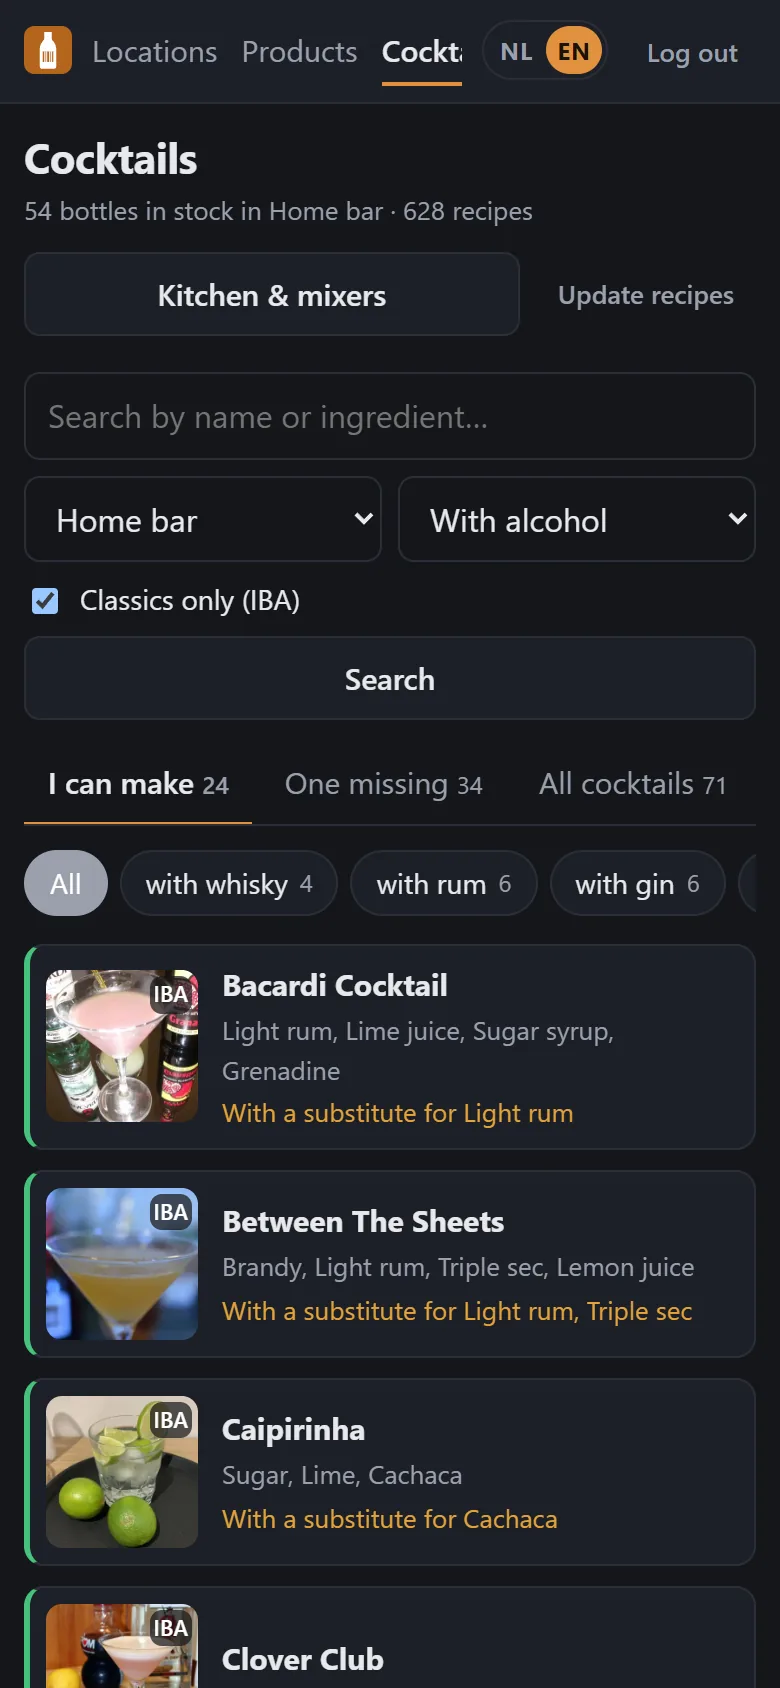 Locations Products Cockta NL EN Log out
Cocktails
54 bottles in stock in Home bar · 628 recipes
Kitchen & mixers Update recipes
Search by name or ingredient...
Home bar With alcohol
Classics only (IBA)
Search
I can make 24 One missing 34 All cocktails 71
All with whisky 4 with rum 6 with gin 6
IBA
Bacardi Cocktail
Light rum, Lime juice, Sugar syrup,
Grenadine
With a substitute for Light rum
IBA
Between The Sheets
Brandy, Light rum, Triple sec, Lemon juice
With a substitute for Light rum, Triple sec
IBA
Caipirinha
Sugar, Lime, Cachaca
With a substitute for Cachaca
IBA
Clover Club